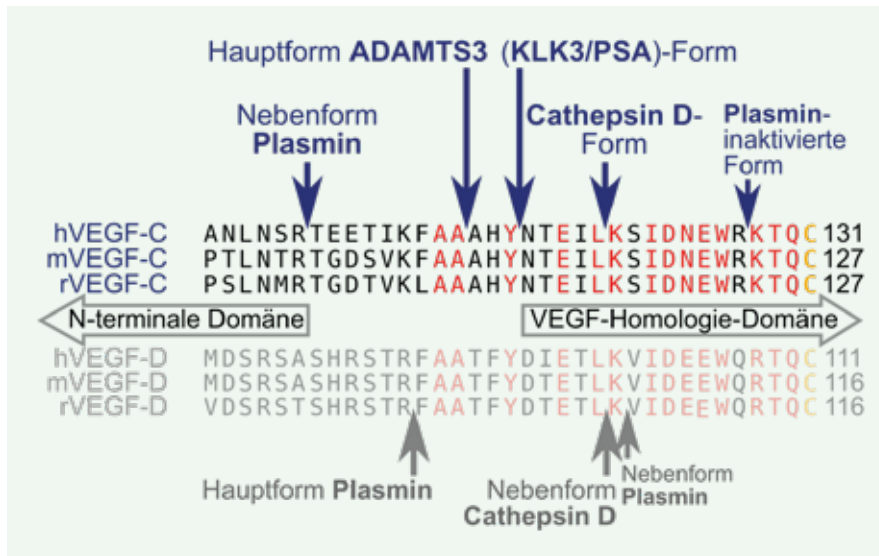 Hauptform ADAMTS3 (KLK3/PSA)-Form
Nebenform
Plasmin
Cathepsin D-
Form
Plasmin-
inaktivierte
Form
hVEGF-C ANLNSRTEETIKFAAAHYNTEILKSIDNEWRKTQC 131
mVEGF-C PTLNTRTGDSVKFAAAHYNTEILKSIDNEWRKTQC 127
rVEGF-C PSLNMRTGDTVKLAAAHYNTEILKSIDNEWRKTQC 127
N-terminale Domäne VEGF-Homologie-Domäne
hVEGF-D MDSRSASHRSTRFAATFYDIETLKVIDEEWQRTQC 111
mVEGF-D MDSRSASHRSTRFAATFYDTETLKVIDEEWQRTQC 116
rVEGF-D VDSRSTSHRSTRFAATFYDTETLKVIDEEWQRTQC 116
Hauptform Plasmin
Nebenform
Cathepsin D
Nebenform
Plasmin